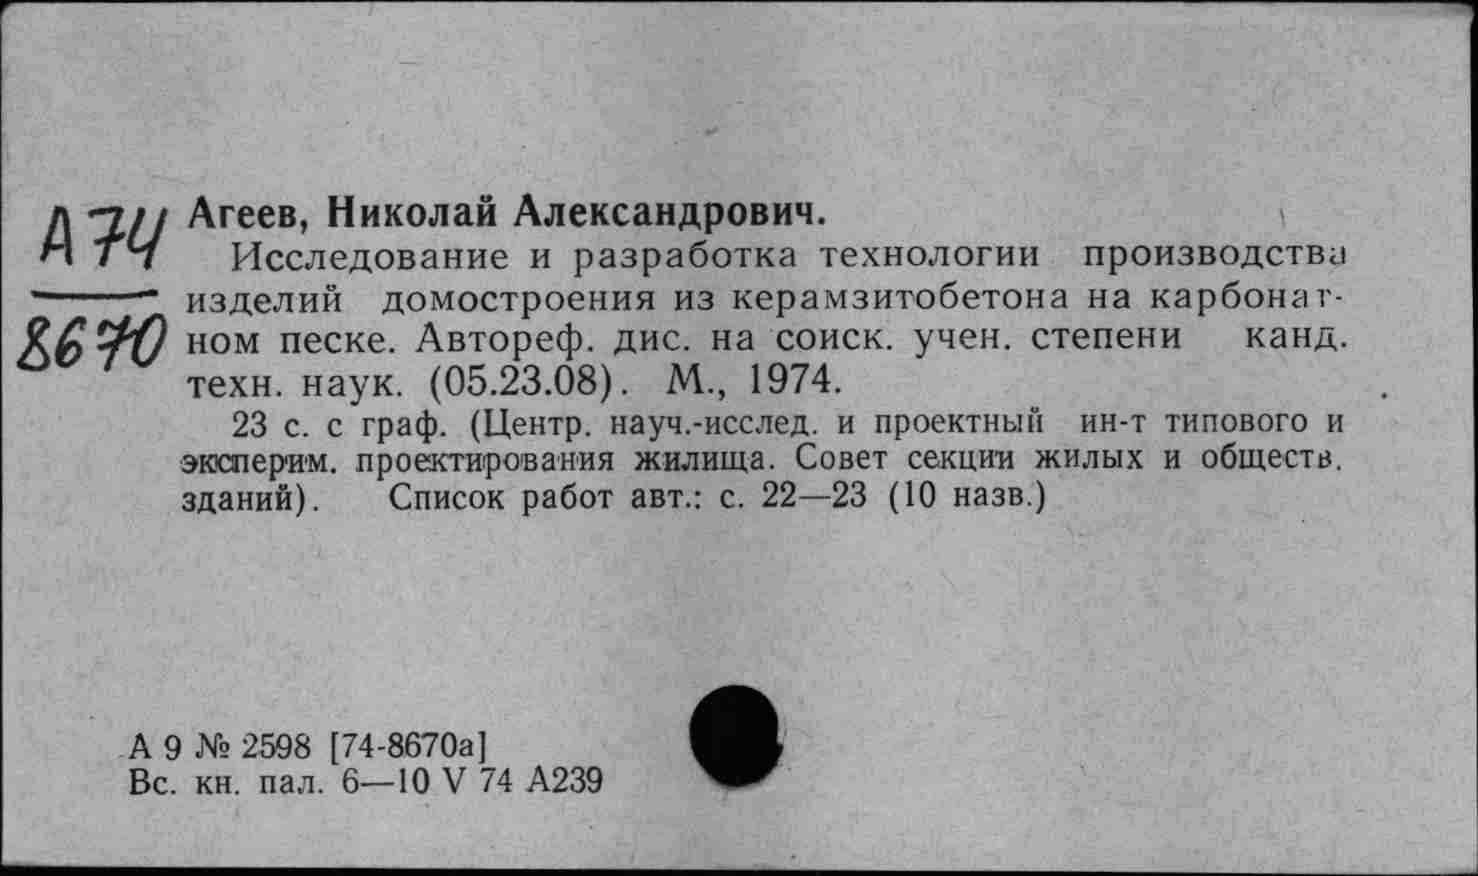 А74
8670
Агеев, Николай Александрович.
Исследование и разработка технологии производства
изделий домостроения из керамзитобетона на карбонат-
ном песке. Автореф. дис. на соиск. учен. степени канд.
техн. наук. (05.23.08). М., 1974.
23 с. с граф. (Центр. науч.-исслед. и проектный ин-т типового и
эксперим. проектирования жилища. Совет секции жилых и обществ.
зданий). Список работ авт.: с. 22—23 (10 назв.)
А 9 № 2598 [74-8670а]
Вс. кн. пал. 6—10 V 74 А239